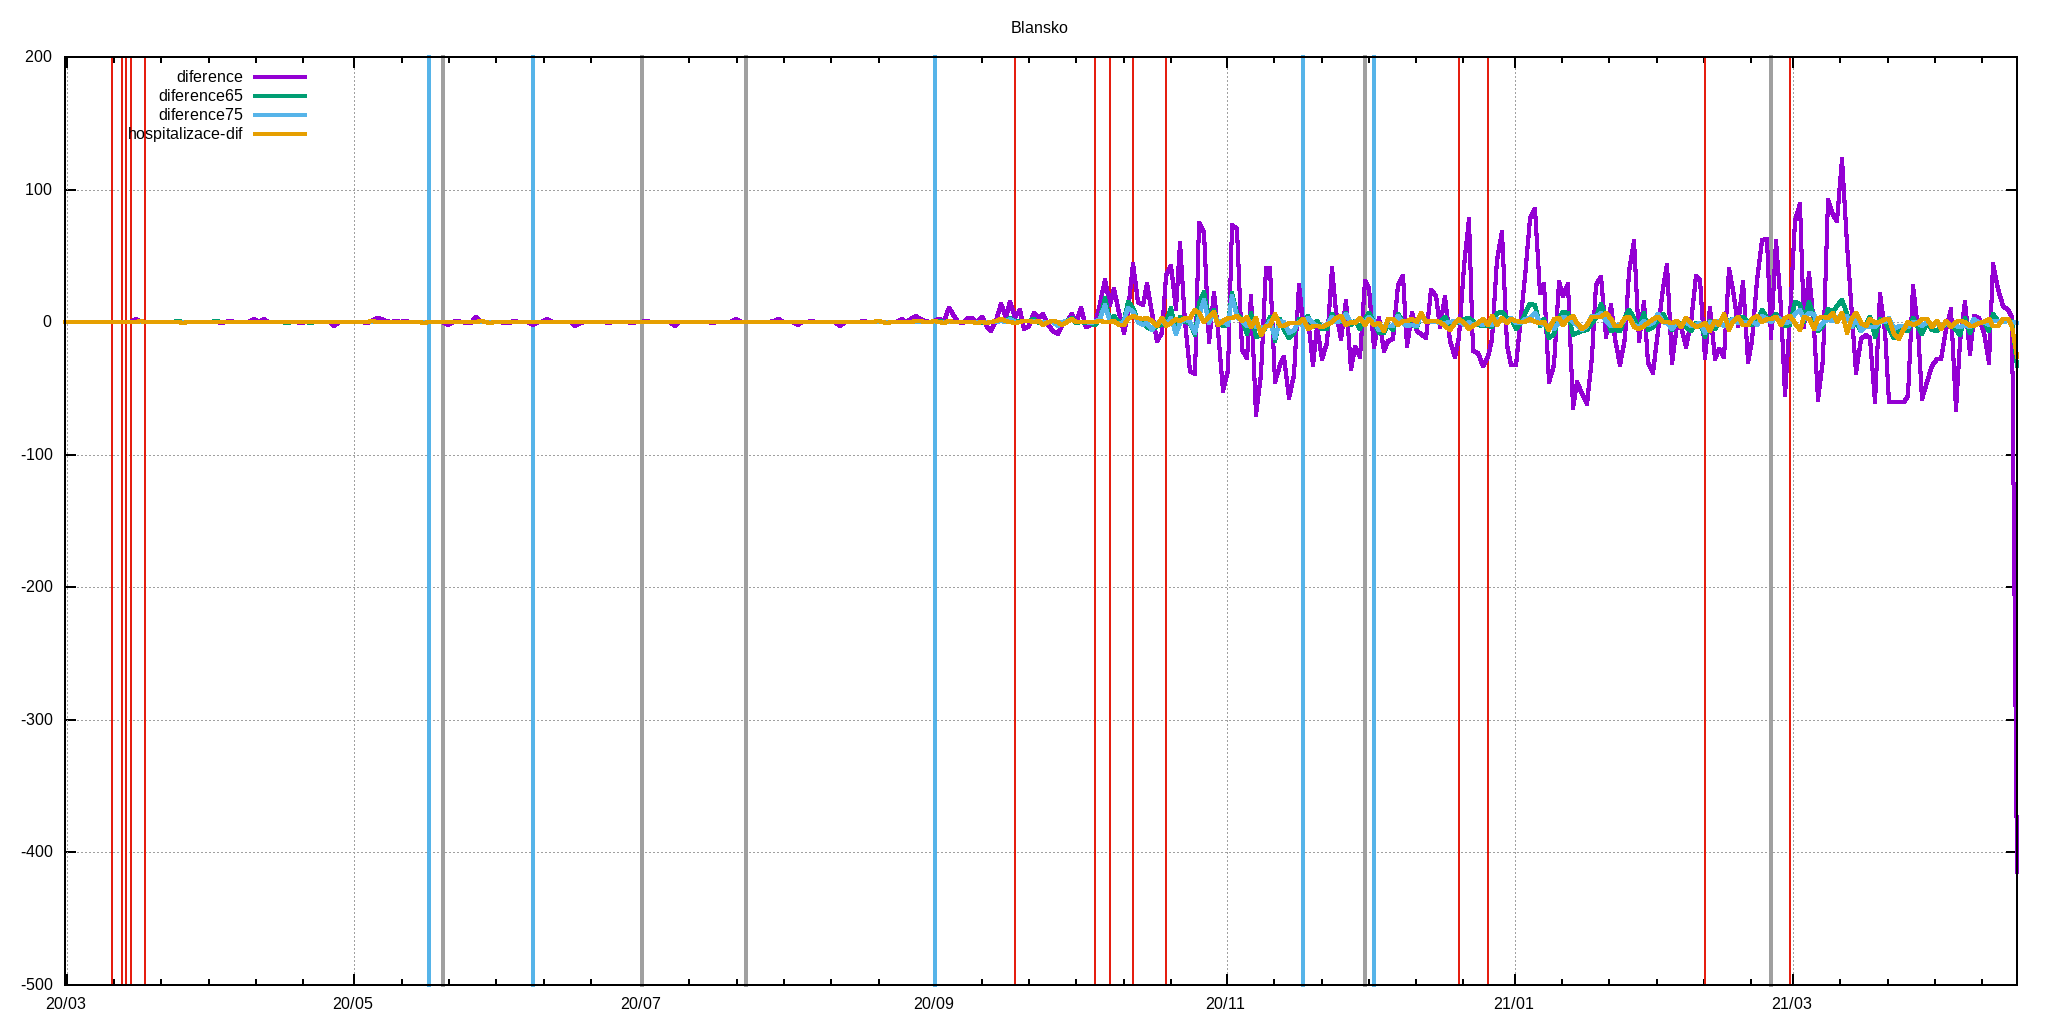 Blansko
200
diference
diference65
diference75
hospitalizace-dif
100
0
-100
-200
-300
-400
-500
20/03 20/05 20/07 20/09 20/11 21/01 21/03